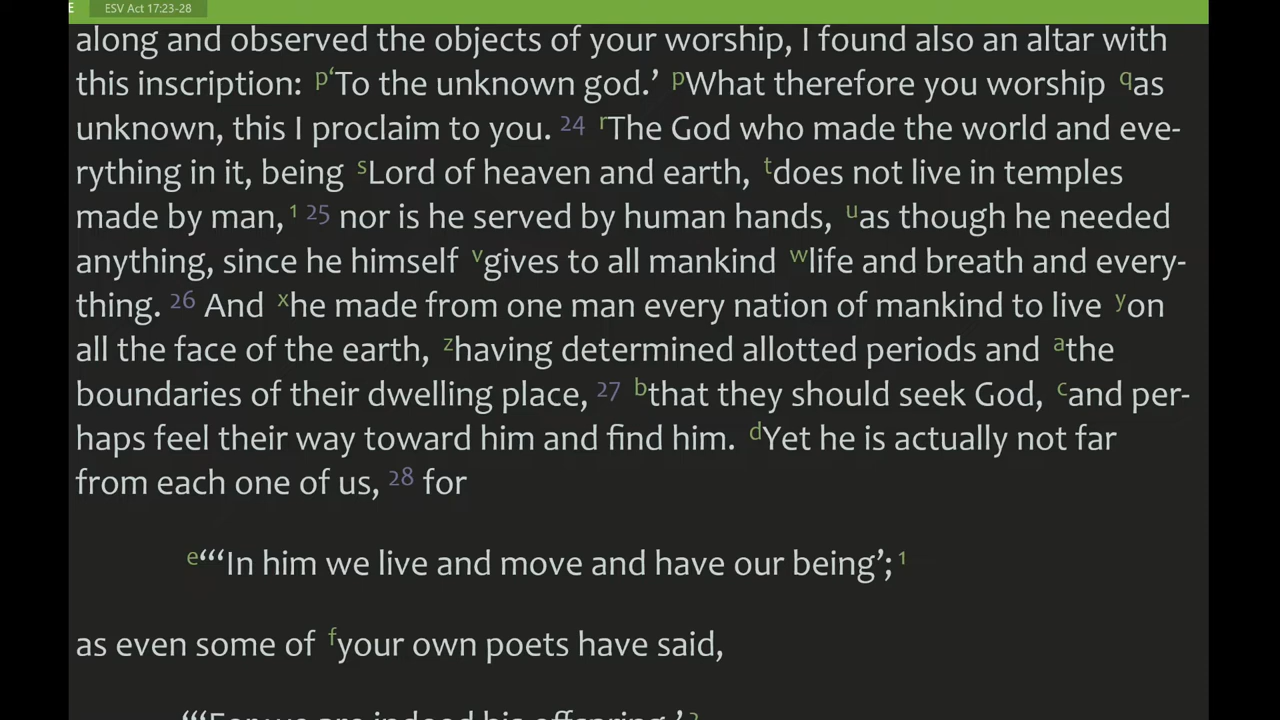 E ESV Act 17:23-28
along and observed the objects of your worship, I found also an altar with
this inscription: p‘To the unknown god.’ pWhat therefore you worship qas
unknown, this I proclaim to you. 24 rThe God who made the world and eve-
rything in it, being sLord of heaven and earth, tdoes not live in temples
made by man,1 25 nor is he served by human hands, uas though he needed
anything, since he himself vgives to all mankind wlife and breath and every-
thing. 26 And xhe made from one man every nation of mankind to live yon
all the face of the earth, zhaving determined allotted periods and athe
boundaries of their dwelling place, 27 bthat they should seek God, cand per-
haps feel their way toward him and find him. dYet he is actually not far
from each one of us, 28 for
e“‘“In him we live and move and have our being’;1
as even some of fyour own poets have said,
“‘“For we are indeed his offspring.’2